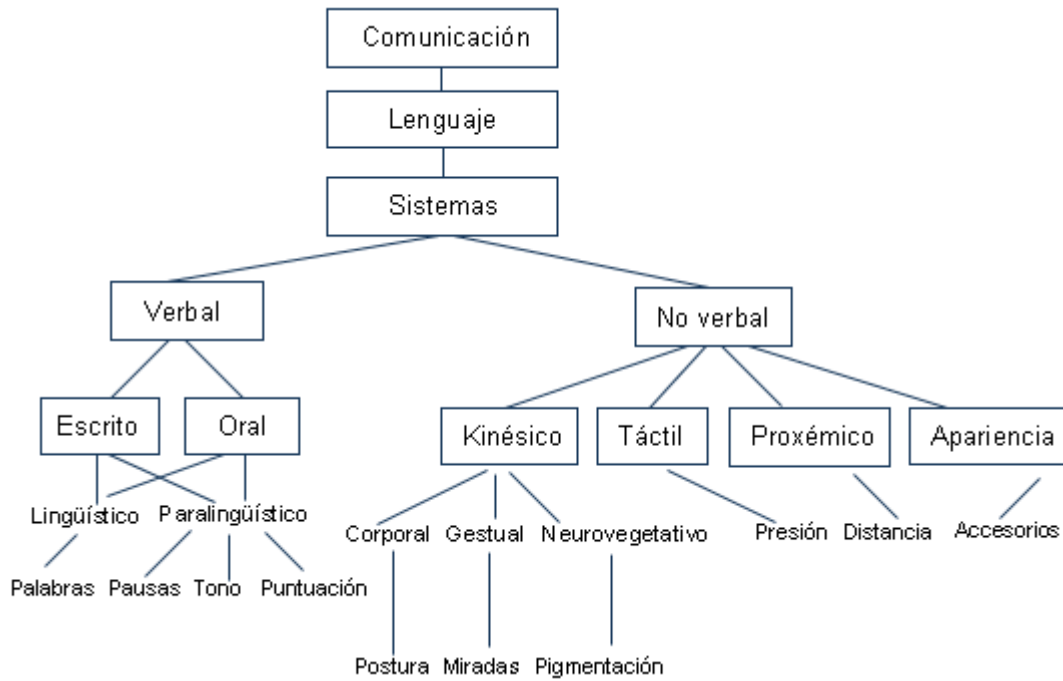 Comunicación
Lenguaje
Sistemas
Verbal
No verbal
Escrito
Oral
Kinésico
Táctil
Proxémico
Apariencia
Lingüístico
Paralingüístico
Corporal
Gestual
Neurovegetativo
Presión
Distancia
Accesorios
Palabras
Pausas
Tono
Puntuación
Postura
Miradas
Pigmentación